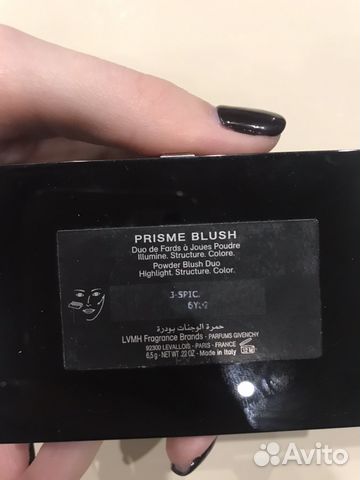 PRISME BLUSH
Duo de Fards à Joues Poudre
Illumine. Structure. Colore.
Powder Blush Duo
Highlight. Structure. Color.
حمرة الوجنات بودرة
LVMH Fragrance Brands - PARFUMS GIVENCHY
92300 LEVALLOIS - PARIS - FRANCE
6,5 g - NET WT .22 OZ - Made in Italy
Avito